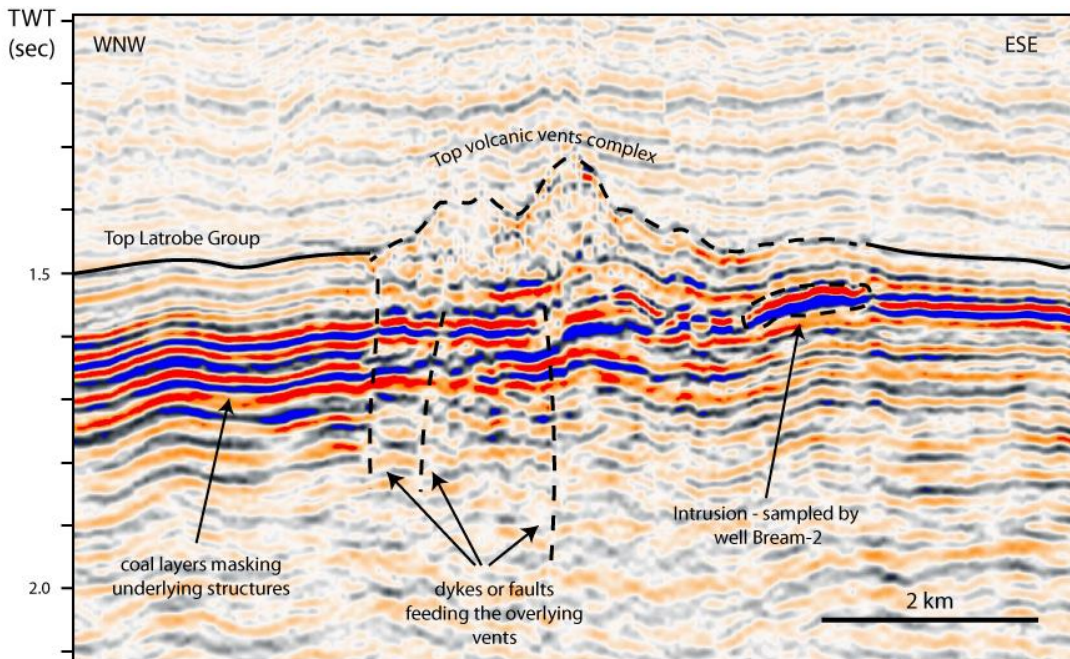 TWT
(sec)
WNW
ESE
Top volcanic vents complex
Top Latrobe Group
1.5
Intrusion - sampled by
well Bream-2
coal layers masking
underlying structures
dykes or faults
feeding the overlying
vents
2.0
2 km